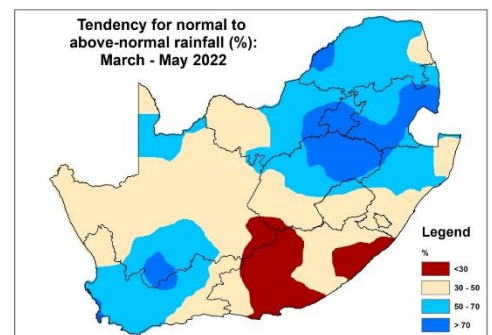 Tendency for normal to
above-normal rainfall (%):
March - May 2022
Legend
%
<30
30 - 50
50 - 70
> 70